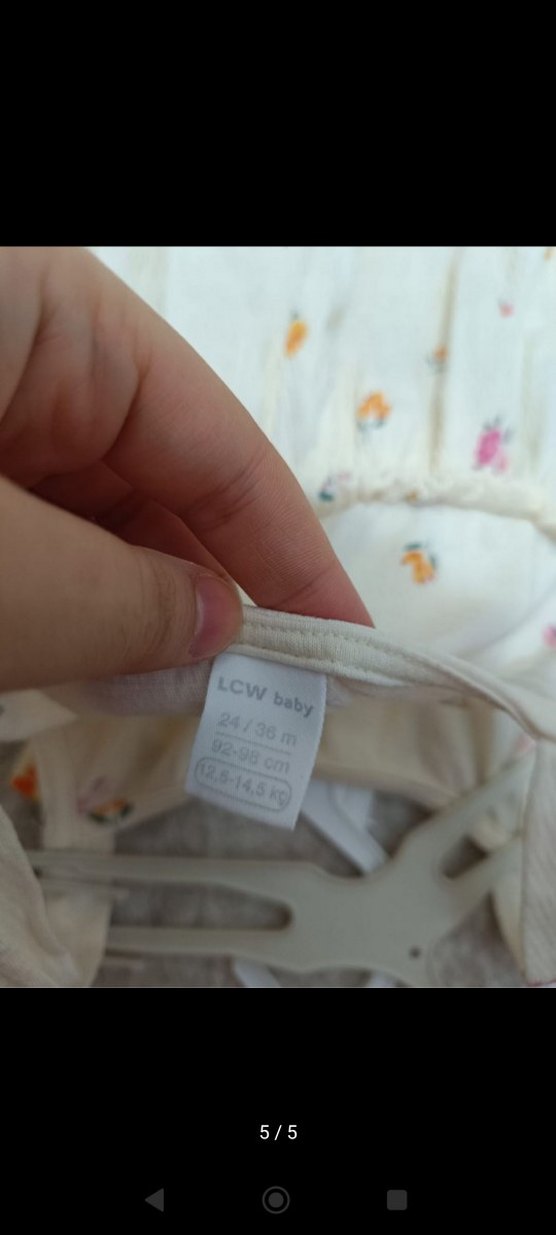 LCW baby
24/36 m
92-98 cm
12,5-14,5 kg
5 / 5